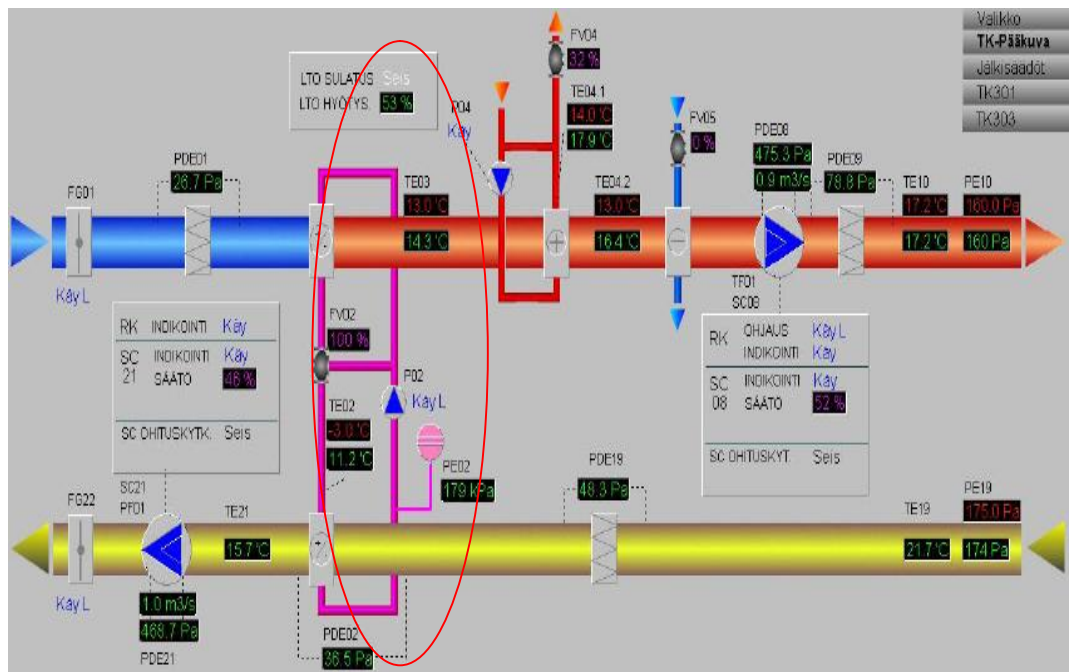 Valikko
TK-Pääkuva
Jälkisäädöt
TK301
TK303
LTO SULATUS Seis
LTO HYÖTYS. 53 %
FV04
32 %
P04
Käy
TE04.1
14.0 °C
17.9 °C
FV05
0 %
PDE08
475.3 Pa
0.9 m3/s
PDE09
78.8 Pa
PDE01
26.7 Pa
FG01
Käy L
TE03
13.0 °C
14.3 °C
TE04.2
13.0 °C
16.4 °C
TE10
17.2 °C
17.2 °C
PE10
160.0 Pa
160 Pa
TF01
SC08
RK INDIKOINTI Käy
SC 21 INDIKOINTI Käy
SÄÄTÖ 46 %
SC OHITUSKYTK. Seis
FV02
100 %
P02
Käy L
TE02
-3.0 °C
11.2 °C
PE02
179 kPa
RK OHJAUS Käy L
INDIKOINTI Käy
SC 08 INDIKOINTI Käy
SÄÄTÖ 52 %
SC OHITUSKYT. Seis
PDE19
48.3 Pa
FG22
Käy L
SC21
PF01
TE21
15.7 °C
TE19
21.7 °C
PE19
175.0 Pa
174 Pa
1.0 m3/s
468.7 Pa
PDE21
PDE02
36.5 Pa